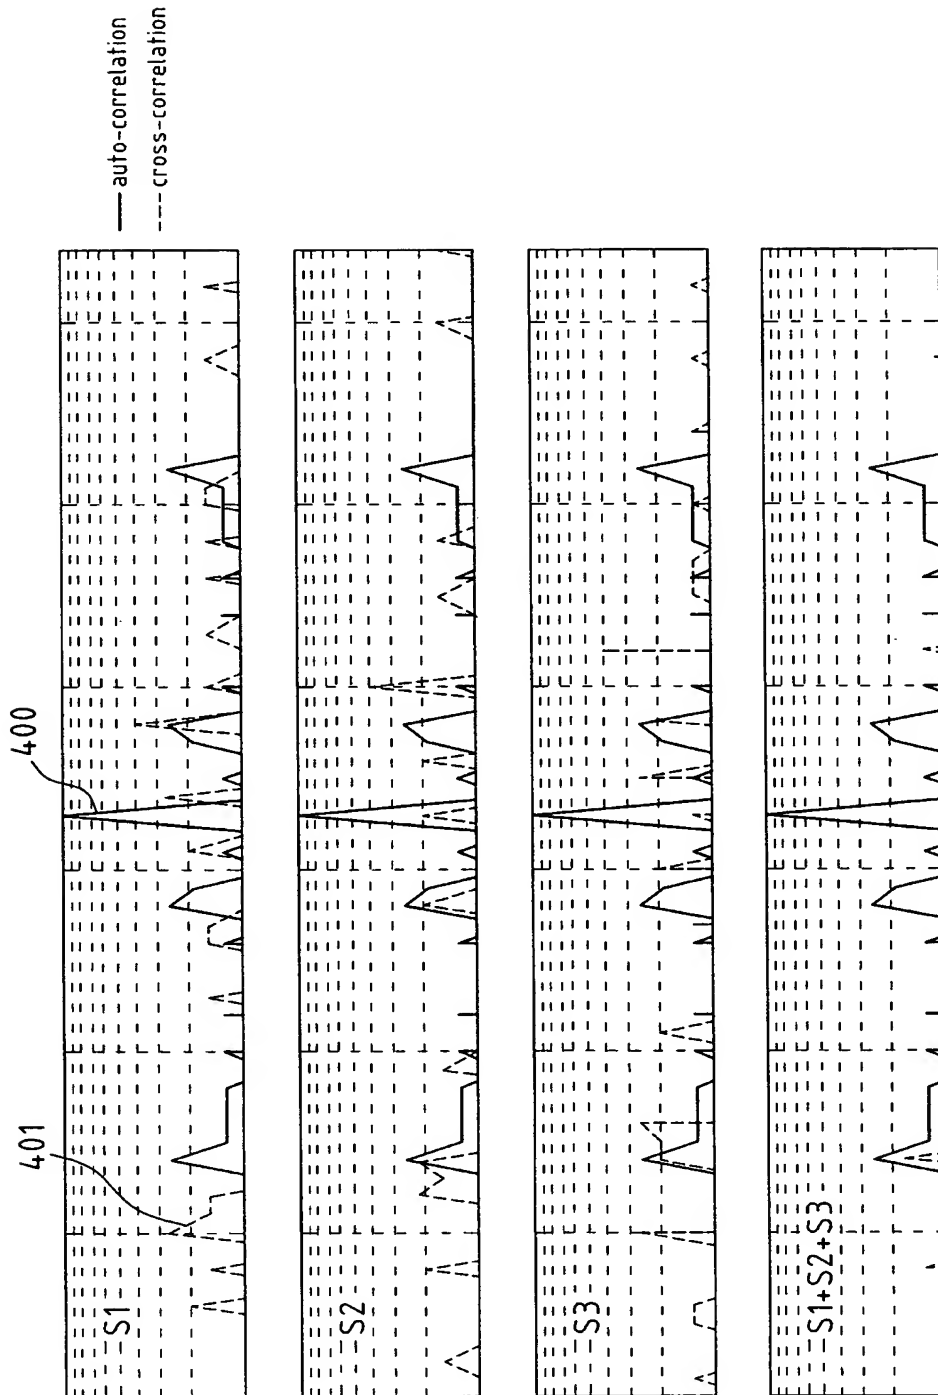 auto-correlation
cross-correlation
400
401
S1
S2
S3
S1+S2+S3